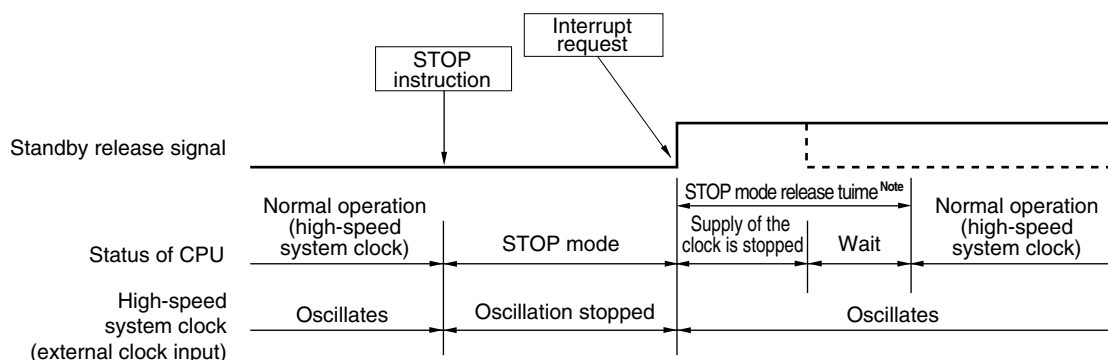 Interrupt
request
STOP
instruction
Standby release signal
STOP mode release tuime Note
Normal operation
(high-speed
system clock)
Supply of the
clock is stopped
Normal operation
(high-speed
system clock)
Status of CPU
STOP mode
Wait
High-speed
system clock
(external clock input)
Oscillates
Oscillation stopped
Oscillates